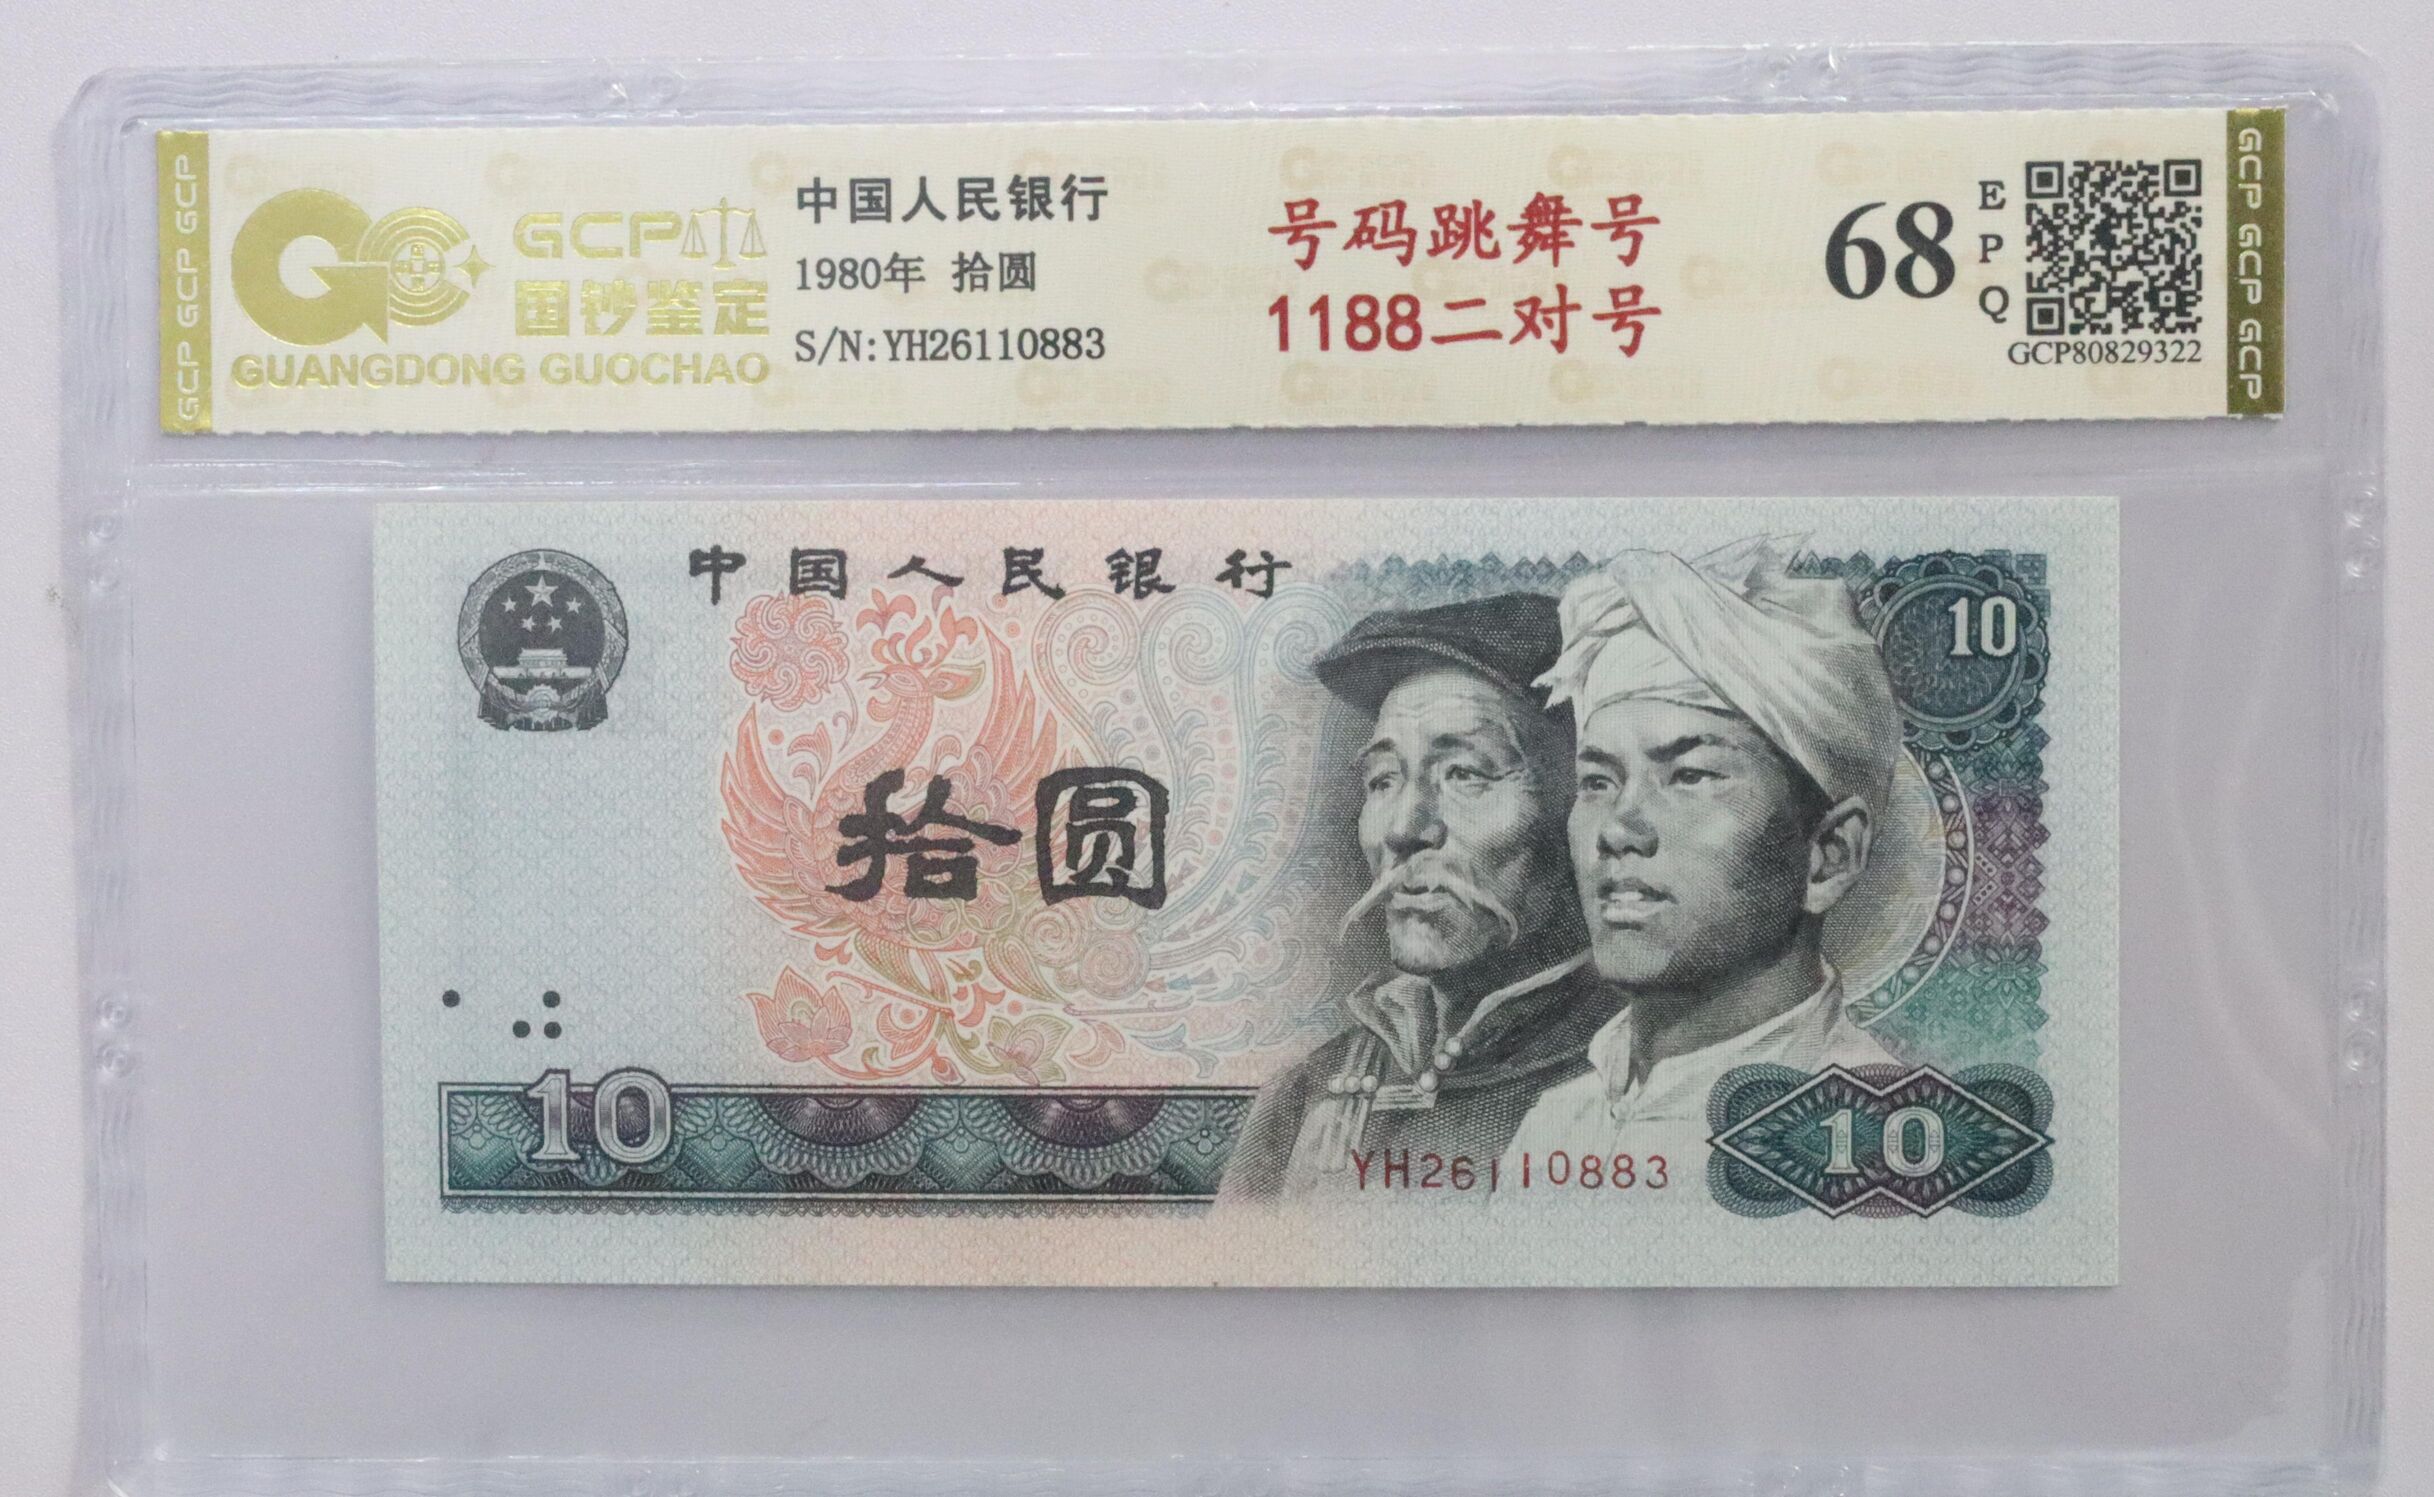 GCP GCP GCP
GCP
国钞鉴定
GUANGDONG GUOCHAO
中国人民银行
1980年 拾圆
S/N:YH26110883
号码跳舞号
1188二对号
68
EPQ
GCP80829322
GCP GCP GCP
中国人民银行
10
拾圆
10
YH26110883
10